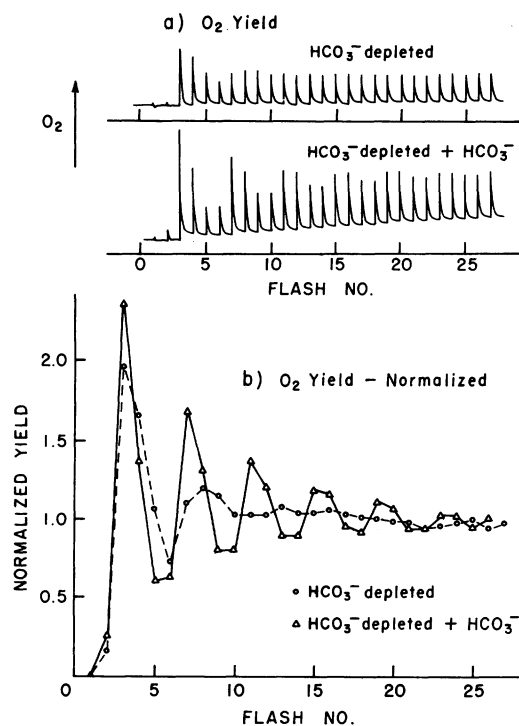 a) O₂ Yield
HCO₃⁻ depleted
O₂
HCO₃⁻ depleted + HCO₃⁻
0 5 10 15 20 25
FLASH NO.
b) O₂ Yield – Normalized
NORMALIZED YIELD
2.0
1.5
1.0
0.5
HCO₃⁻ depleted
HCO₃⁻ depleted + HCO₃⁻
0 5 10 15 20 25
FLASH NO.